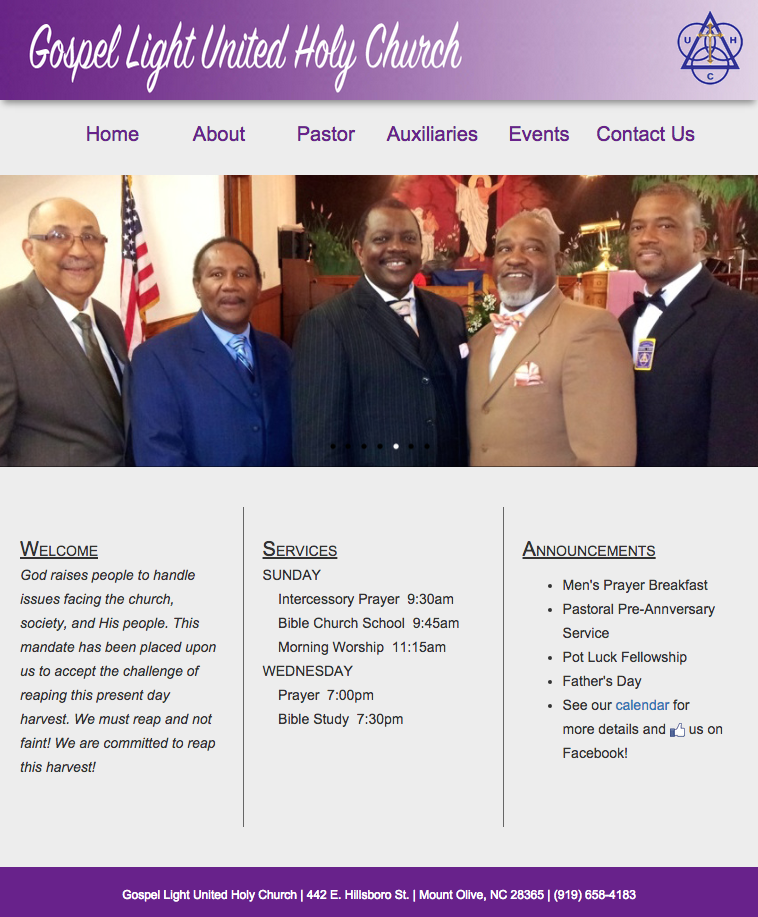 Gospel Light United Holy Church
U H
C
Home About Pastor Auxiliaries Events Contact Us
WELCOME
God raises people to handle
issues facing the church,
society, and His people. This
mandate has been placed upon
us to accept the challenge of
reaping this present day
harvest. We must reap and not
faint! We are committed to reap
this harvest!
SERVICES
SUNDAY
Intercessory Prayer 9:30am
Bible Church School 9:45am
Morning Worship 11:15am
WEDNESDAY
Prayer 7:00pm
Bible Study 7:30pm
ANNOUNCEMENTS
• Men's Prayer Breakfast
• Pastoral Pre-Annversary
Service
• Pot Luck Fellowship
• Father's Day
• See our calendar for
more details and us on
Facebook!
Gospel Light United Holy Church | 442 E. Hillsboro St. | Mount Olive, NC 28365 | (919) 658-4183